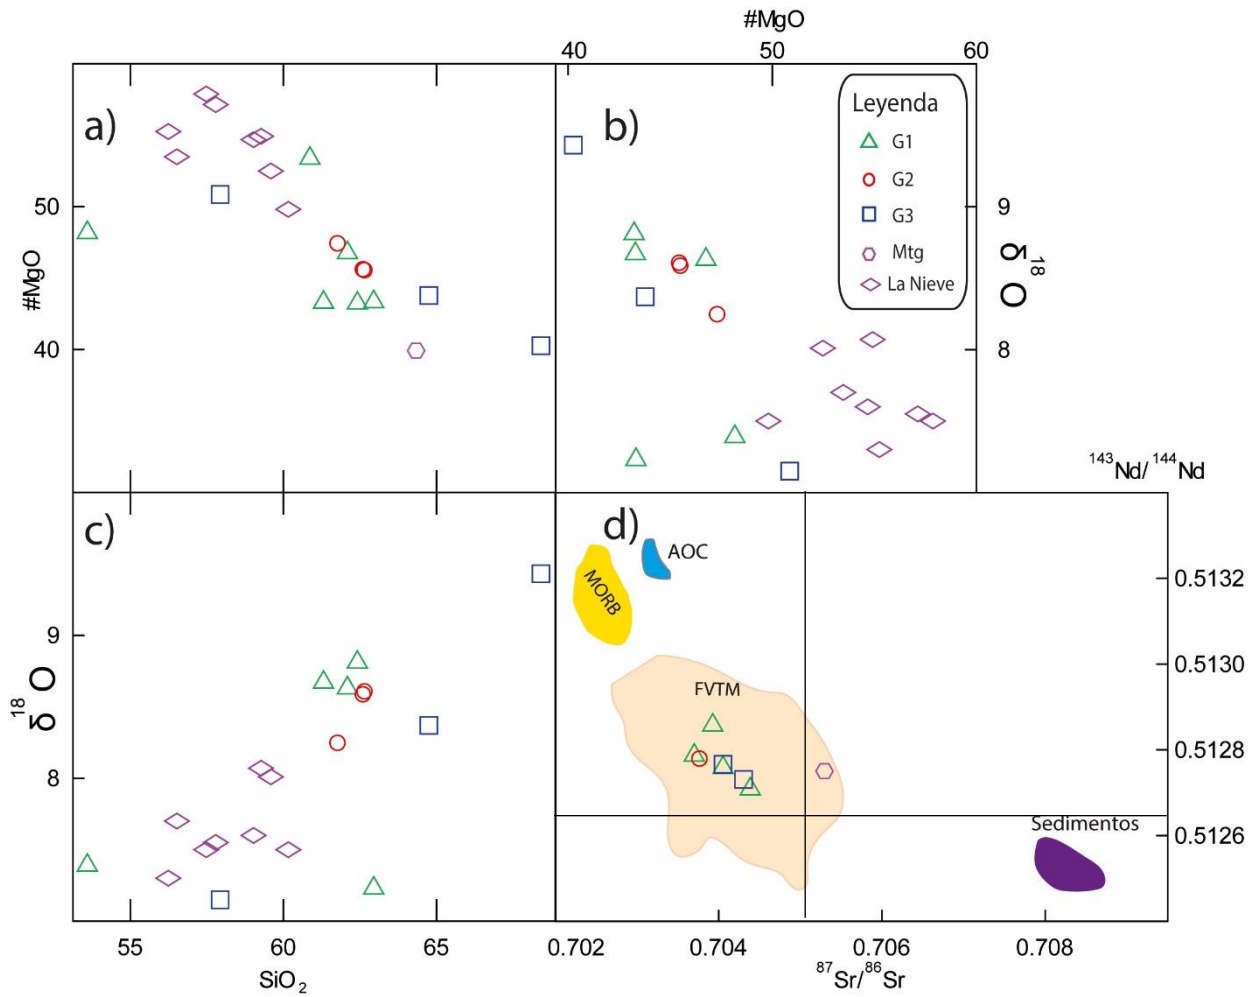 #MgO
40 50 60
a)
b)
Leyenda
G1
G2
G3
Mtg
La Nieve
50
40
#MgO
9
8
δ¹⁸O
¹⁴³Nd/¹⁴⁴Nd
c)
d)
AOC
MORB
FVTM
Sedimentos
9
8
δ¹⁸O
0.5132
0.5130
0.5128
0.5126
55 60 65
0.702 0.704 0.706 0.708
SiO₂
⁸⁷Sr/⁸⁶Sr